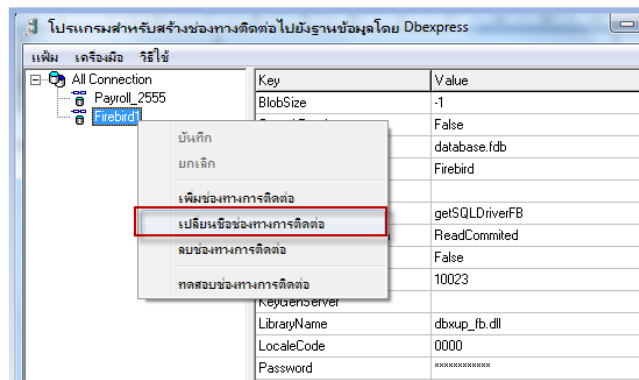 โปรแกรมสำหรับสร้างช่องทางติดต่อไปยังฐานข้อมูลโดย Dbexpress
แฟ้ม เครื่องมือ วิธีใช้
All Connection
Payroll_2555
Firebird1
บันทึก
ยกเลิก
เพิ่มช่องทางการติดต่อ
เปลี่ยนชื่อช่องทางการติดต่อ
ลบช่องทางการติดต่อ
ทดสอบช่องทางการติดต่อ
Key Value
BlobSize -1
False
database.fdb
Firebird
getSQLDriverFB
ReadCommited
False
10023
KeyGenServer
LibraryName dbxup_fb.dll
LocaleCode 0000
Password ************